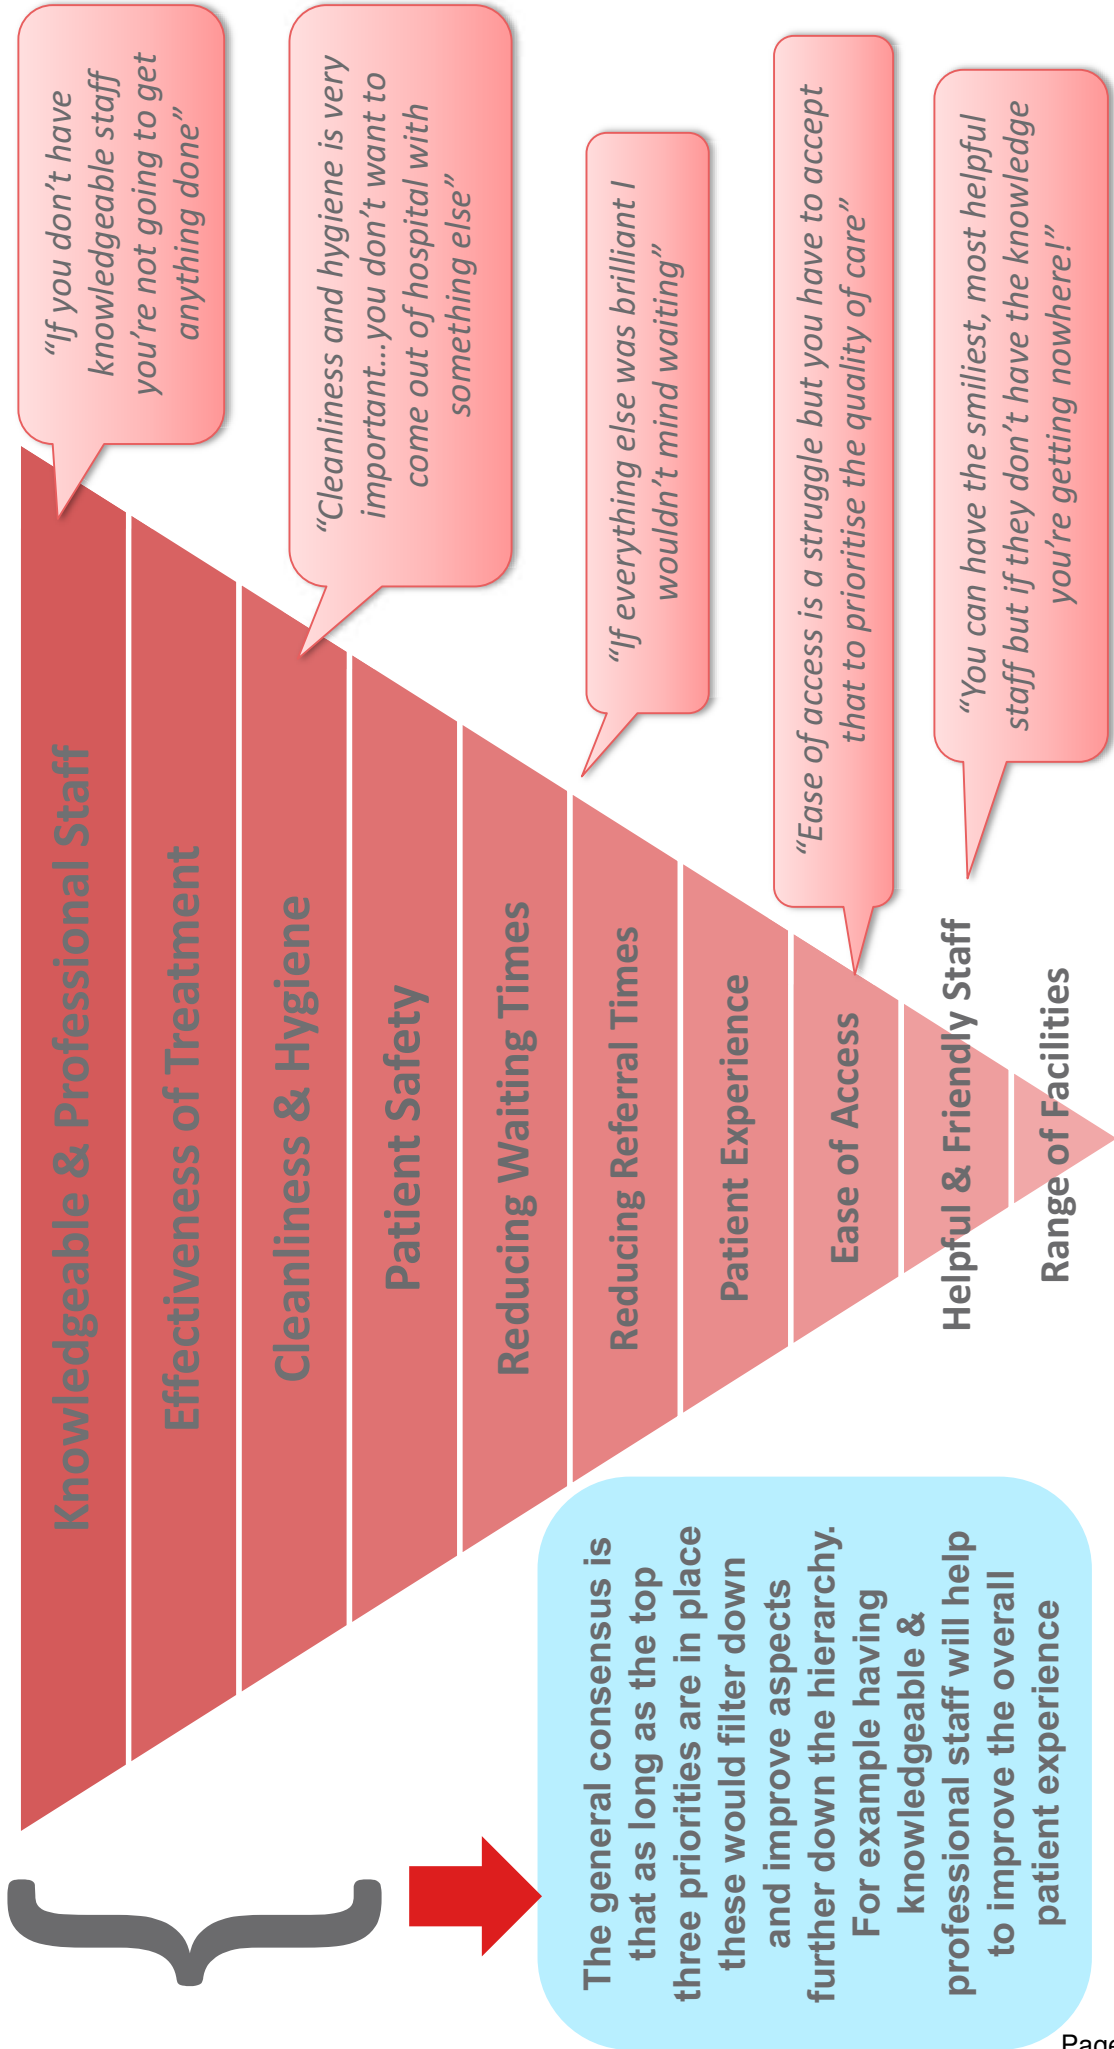 Knowledgeable & Professional Staff
Effectiveness of Treatment
Cleanliness & Hygiene
Patient Safety
Reducing Waiting Times
Reducing Referral Times
Patient Experience
Ease of Access
Helpful & Friendly Staff
Range of Facilities
“If you don’t have
knowledgeable staff
you’re not going to get
anything done”
“Cleanliness and hygiene is very
important...you don’t want to
come out of hospital with
something else”
“If everything else was brilliant I
wouldn’t mind waiting”
“Ease of access is a struggle but you have to accept
that to prioritise the quality of care”
“You can have the smiliest, most helpful
staff but if they don’t have the knowledge
you’re getting nowhere!”
The general consensus is
that as long as the top
three priorities are in place
these would filter down
and improve aspects
further down the hierarchy.
For example having
knowledgeable &
professional staff will help
to improve the overall
patient experience
Page